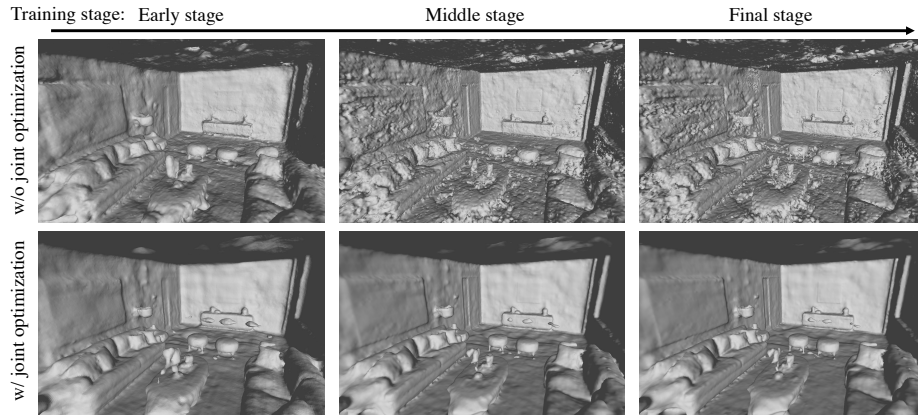 Training stage: Early stage Middle stage Final stage
w/o joint optimization
w/ joint optimization